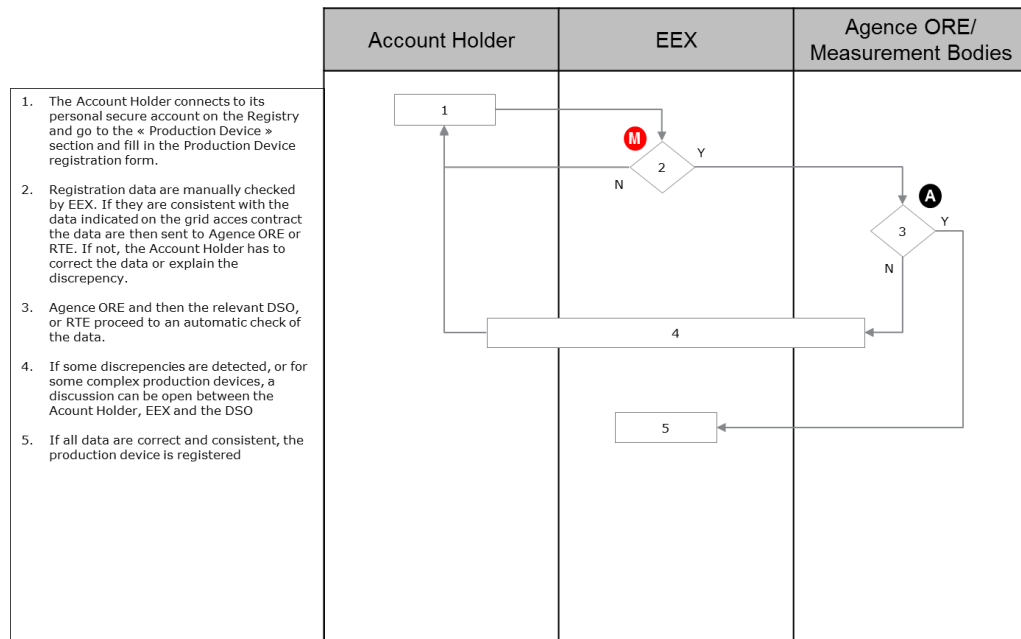 Account Holder
EEX
Agence ORE/
Measurement Bodies
1. The Account Holder connects to its
personal secure account on the Registry
and go to the « Production Device »
section and fill in the Production Device
registration form.
2. Registration data are manually checked
by EEX. If they are consistent with the
data indicated on the grid acces contract
the data are then sent to Agence ORE or
RTE. If not, the Account Holder has to
correct the data or explain the
discrepency.
3. Agence ORE and then the relevant DSO,
or RTE proceed to an automatic check of
the data.
4. If some discrepencies are detected, or for
some complex production devices, a
discussion can be open between the
Acount Holder, EEX and the DSO
5. If all data are correct and consistent, the
production device is registered
1
M
2
Y
N
A
3
Y
N
4
5